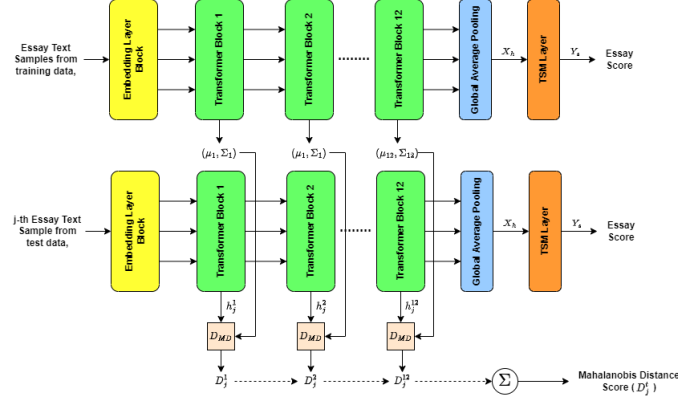 Essay Text
Samples from
training data,
Embedding Layer
Block
Transformer Block 1
Transformer Block 2
........
Transformer Block 12
Global Average Pooling
X_h
TSM Layer
Y_s
Essay
Score
(μ_1, Σ_1)
(μ_1, Σ_1)
(μ_12, Σ_12)
j-th Essay Text
Sample from
test data,
Embedding Layer
Block
Transformer Block 1
Transformer Block 2
........
Transformer Block 12
Global Average Pooling
X_h
TSM Layer
Y_s
Essay
Score
h_j^1
h_j^2
h_j^12
D_MD
D_MD
D_MD
D_j^1
D_j^2
D_j^12
Σ
Mahalanobis Distance
Score ( D_j^t )